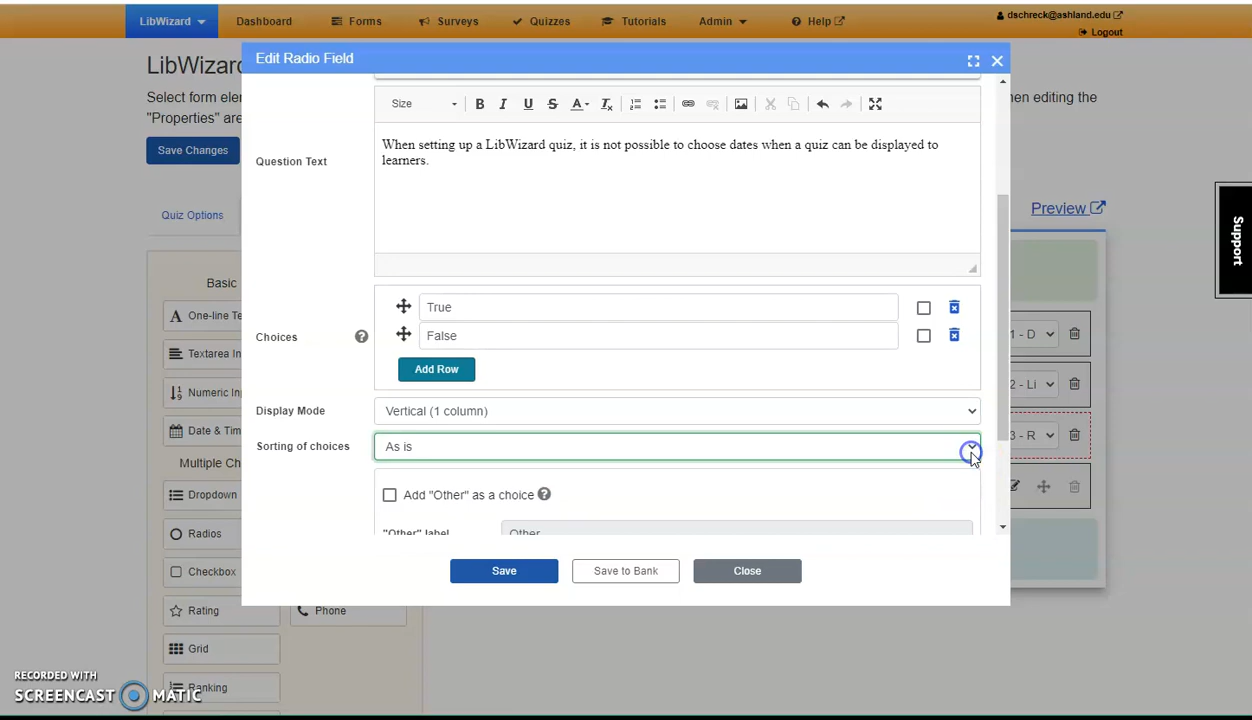 LibWizard Dashboard Forms Surveys Quizzes Tutorials Admin Help dschreck@ashland.edu
Logout
LibWizard
Edit Radio Field
Select form elem
hen editing the
"Properties" are
Save Changes
Size
Question Text
When setting up a LibWizard quiz, it is not possible to choose dates when a quiz can be displayed to
learners.
Quiz Options
Preview
Support
Basic
A One-line Te
Textarea In
Numeric Inp
Date & Tim
Multiple Ch
Dropdown
Radios
Checkbox
Rating
Phone
Grid
Ranking
Choices
True
False
Add Row
Display Mode
Vertical (1 column)
Sorting of choices
As is
Add "Other" as a choice
"Other" label
Other
1 - D
2 - Li
3 - R
Save
Save to Bank
Close
RECORDED WITH
SCREENCAST MATIC